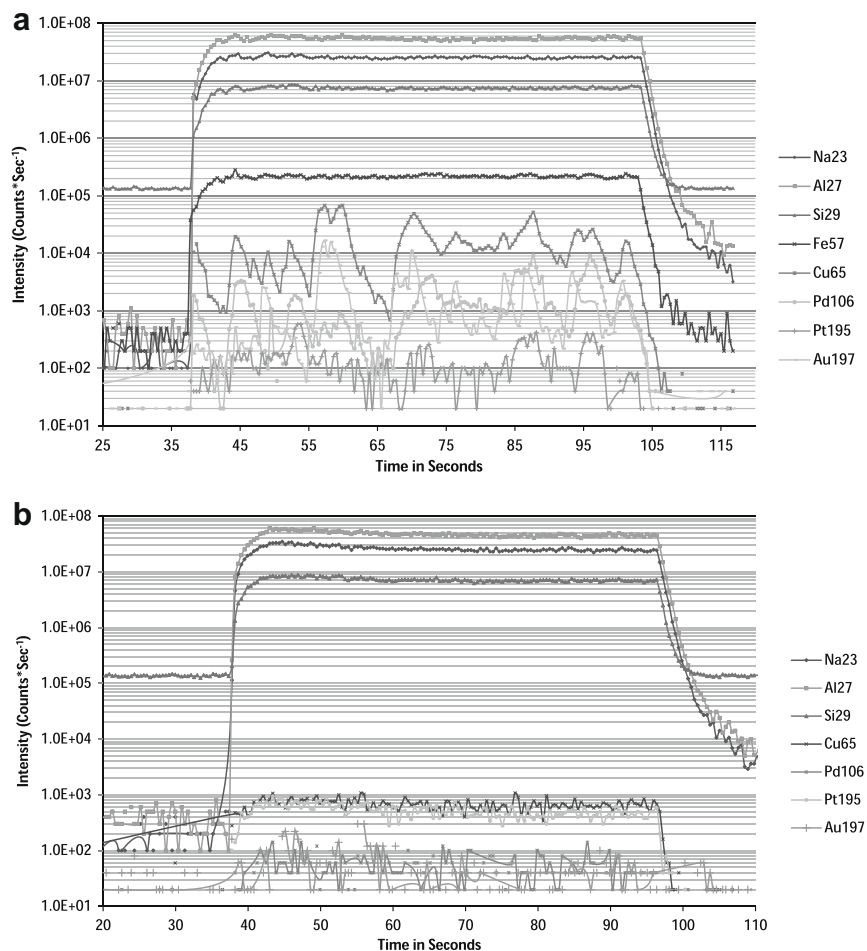 a
1.0E+08
1.0E+07
1.0E+06
1.0E+05
1.0E+04
1.0E+03
1.0E+02
1.0E+01
Intensity (Counts*Sec⁻¹)
25 35 45 55 65 75 85 95 105 115
Time in Seconds
Na23
Al27
Si29
Fe57
Cu65
Pd106
Pt195
Au197
b
1.0E+08
1.0E+07
1.0E+06
1.0E+05
1.0E+04
1.0E+03
1.0E+02
1.0E+01
Intensity (Counts*Sec⁻¹)
20 30 40 50 60 70 80 90 100 110
Time in Seconds
Na23
Al27
Si29
Cu65
Pd106
Pt195
Au197